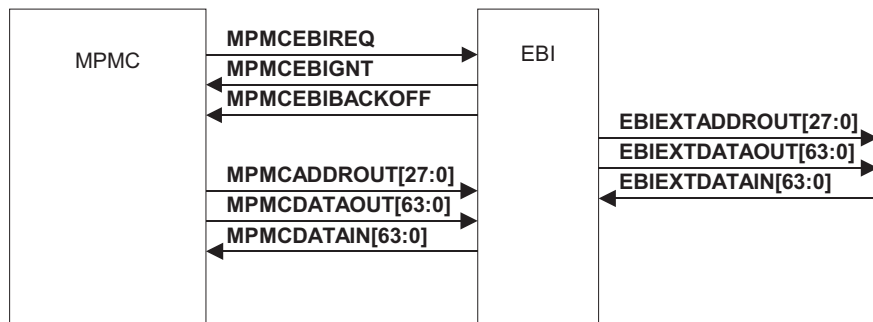 MPMC
EBI
MPMCEBIREQ
MPMCEBIGNT
MPMCEBIBACKOFF
MPMCADDROUT[27:0]
MPMCDATAOUT[63:0]
MPMCDATAIN[63:0]
EBIEXTADDROUT[27:0]
EBIEXTDATAOUT[63:0]
EBIEXTDATAIN[63:0]